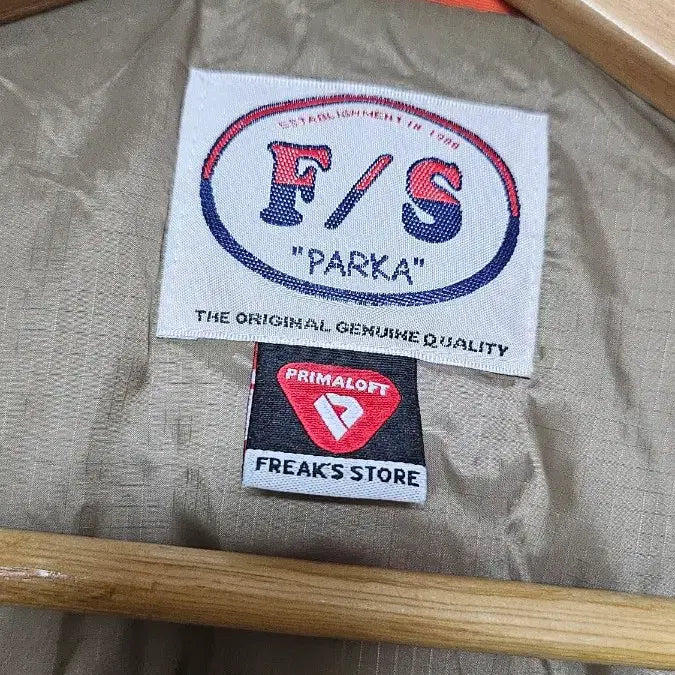 ESTABLISHMENT IN 1986
F/S
"PARKA"
THE ORIGINAL GENUINE QUALITY
PRIMALOFT
FREAK'S STORE